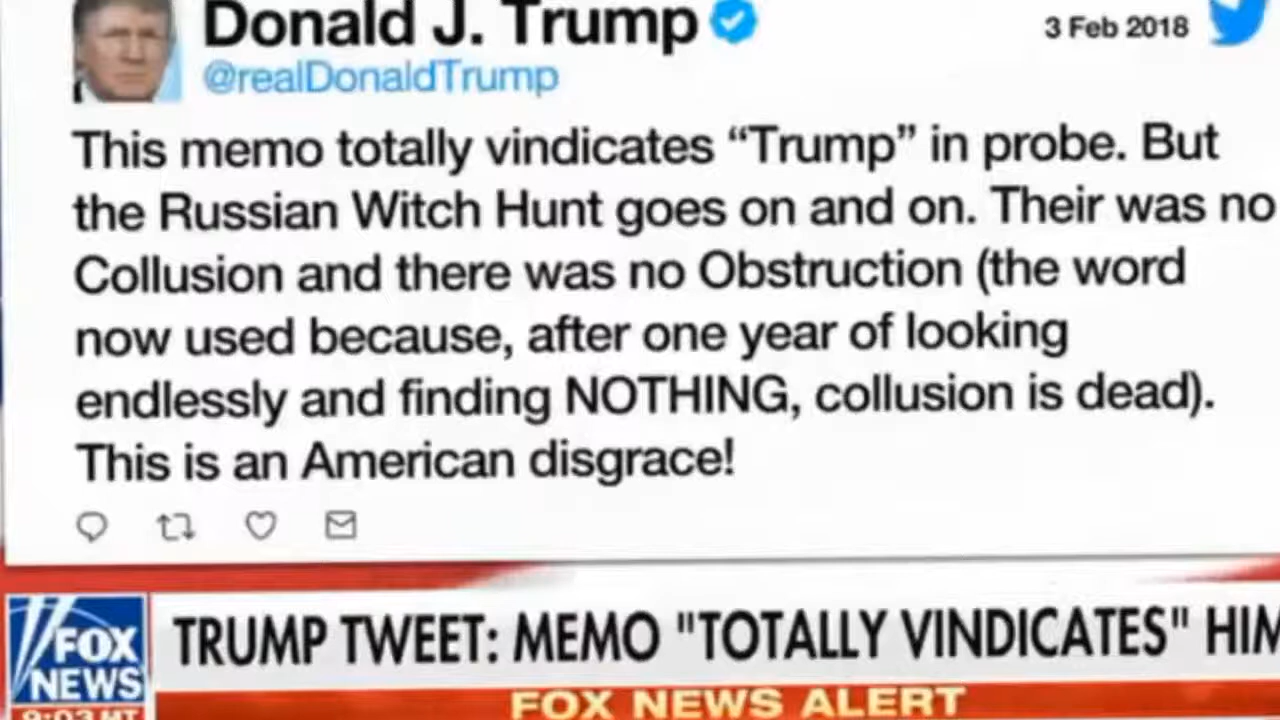 Donald J. Trump
3 Feb 2018
@realDonaldTrump
This memo totally vindicates “Trump” in probe. But
the Russian Witch Hunt goes on and on. Their was no
Collusion and there was no Obstruction (the word
now used because, after one year of looking
endlessly and finding NOTHING, collusion is dead).
This is an American disgrace!
FOX
NEWS
TRUMP TWEET: MEMO "TOTALLY VINDICATES" HIM
FOX NEWS ALERT